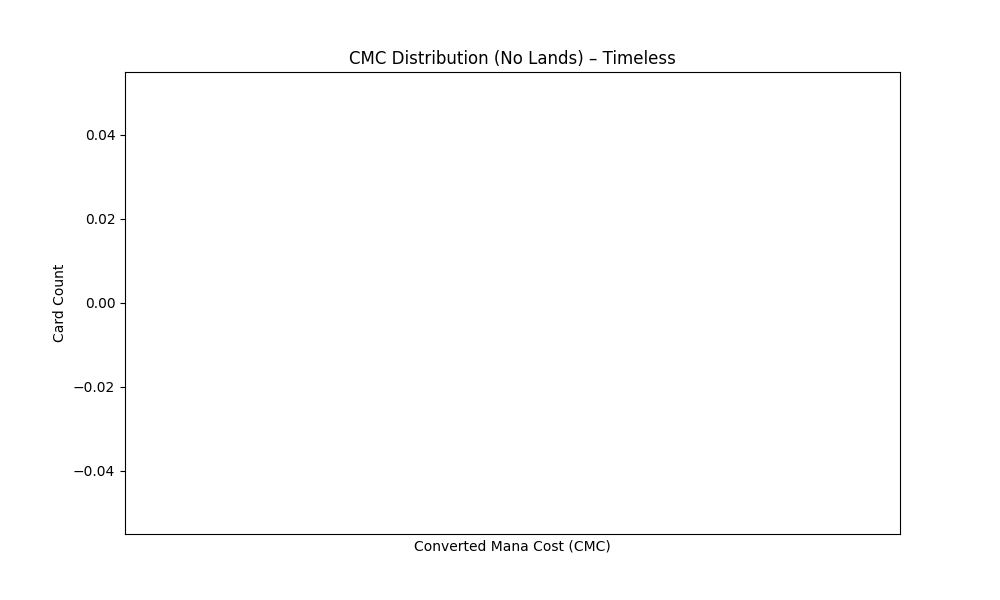 CMC Distribution (No Lands) – Timeless
0.04
0.02
0.00
−0.02
−0.04
Card Count
Converted Mana Cost (CMC)